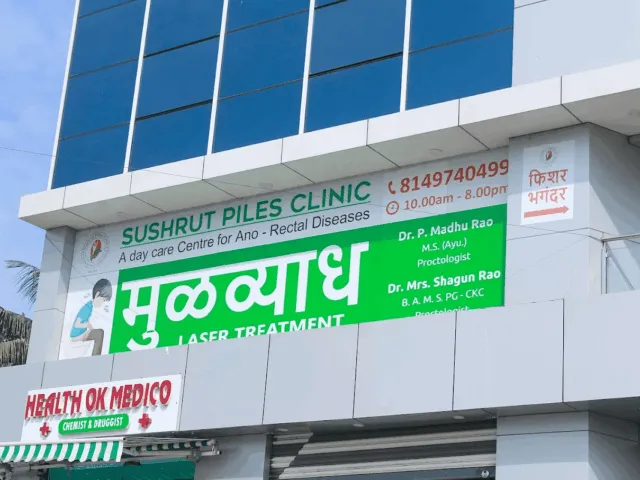 SUSHRUT PILES CLINIC
A day care Centre for Ano - Rectal Diseases
8149740499
10.00am - 8.00pm
मुळव्याध
LASER TREATMENT
Dr. P. Madhu Rao
M.S. (Ayu.)
Proctologist
Dr. Mrs. Shagun Rao
B. A. M. S. PG - CKC
Proctologist
फिशर
भगंदर
HEALTH OK MEDICO
CHEMIST & DRUGGIST